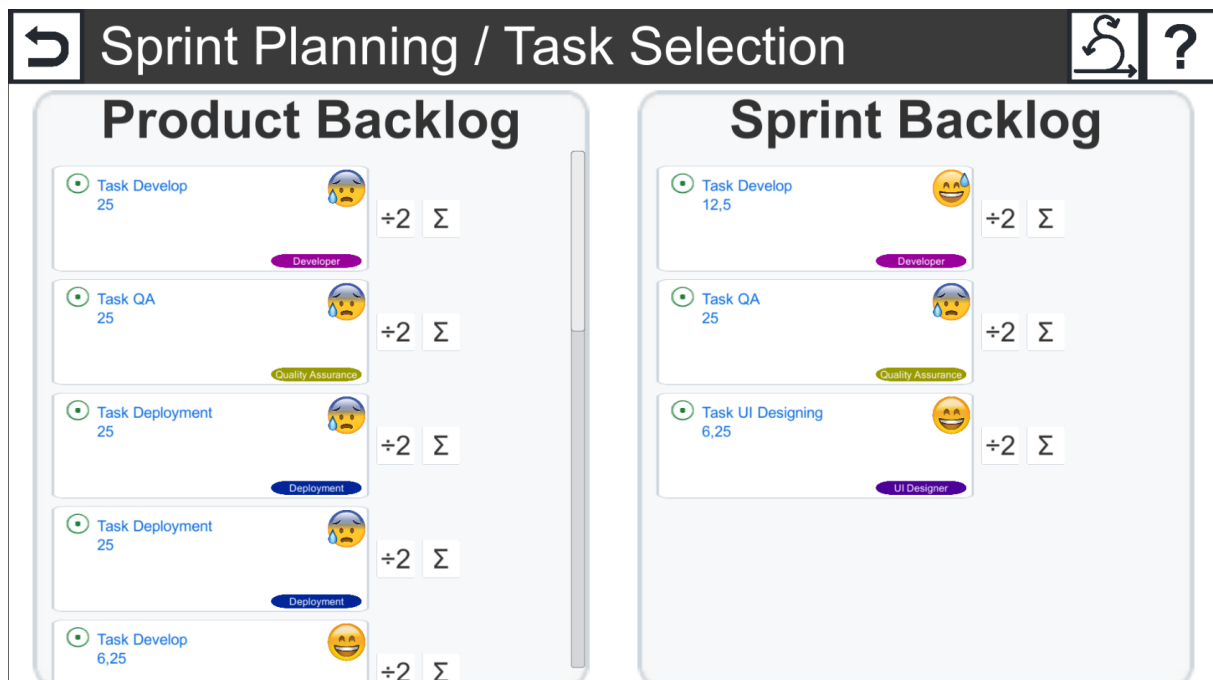 Sprint Planning / Task Selection
?
Product Backlog
Task Develop
25
÷2 Σ
Developer
Task QA
25
÷2 Σ
Quality Assurance
Task Deployment
25
÷2 Σ
Deployment
Task Deployment
25
÷2 Σ
Deployment
Task Develop
6,25
÷2 Σ
Sprint Backlog
Task Develop
12,5
÷2 Σ
Developer
Task QA
25
÷2 Σ
Quality Assurance
Task UI Designing
6,25
÷2 Σ
UI Designer